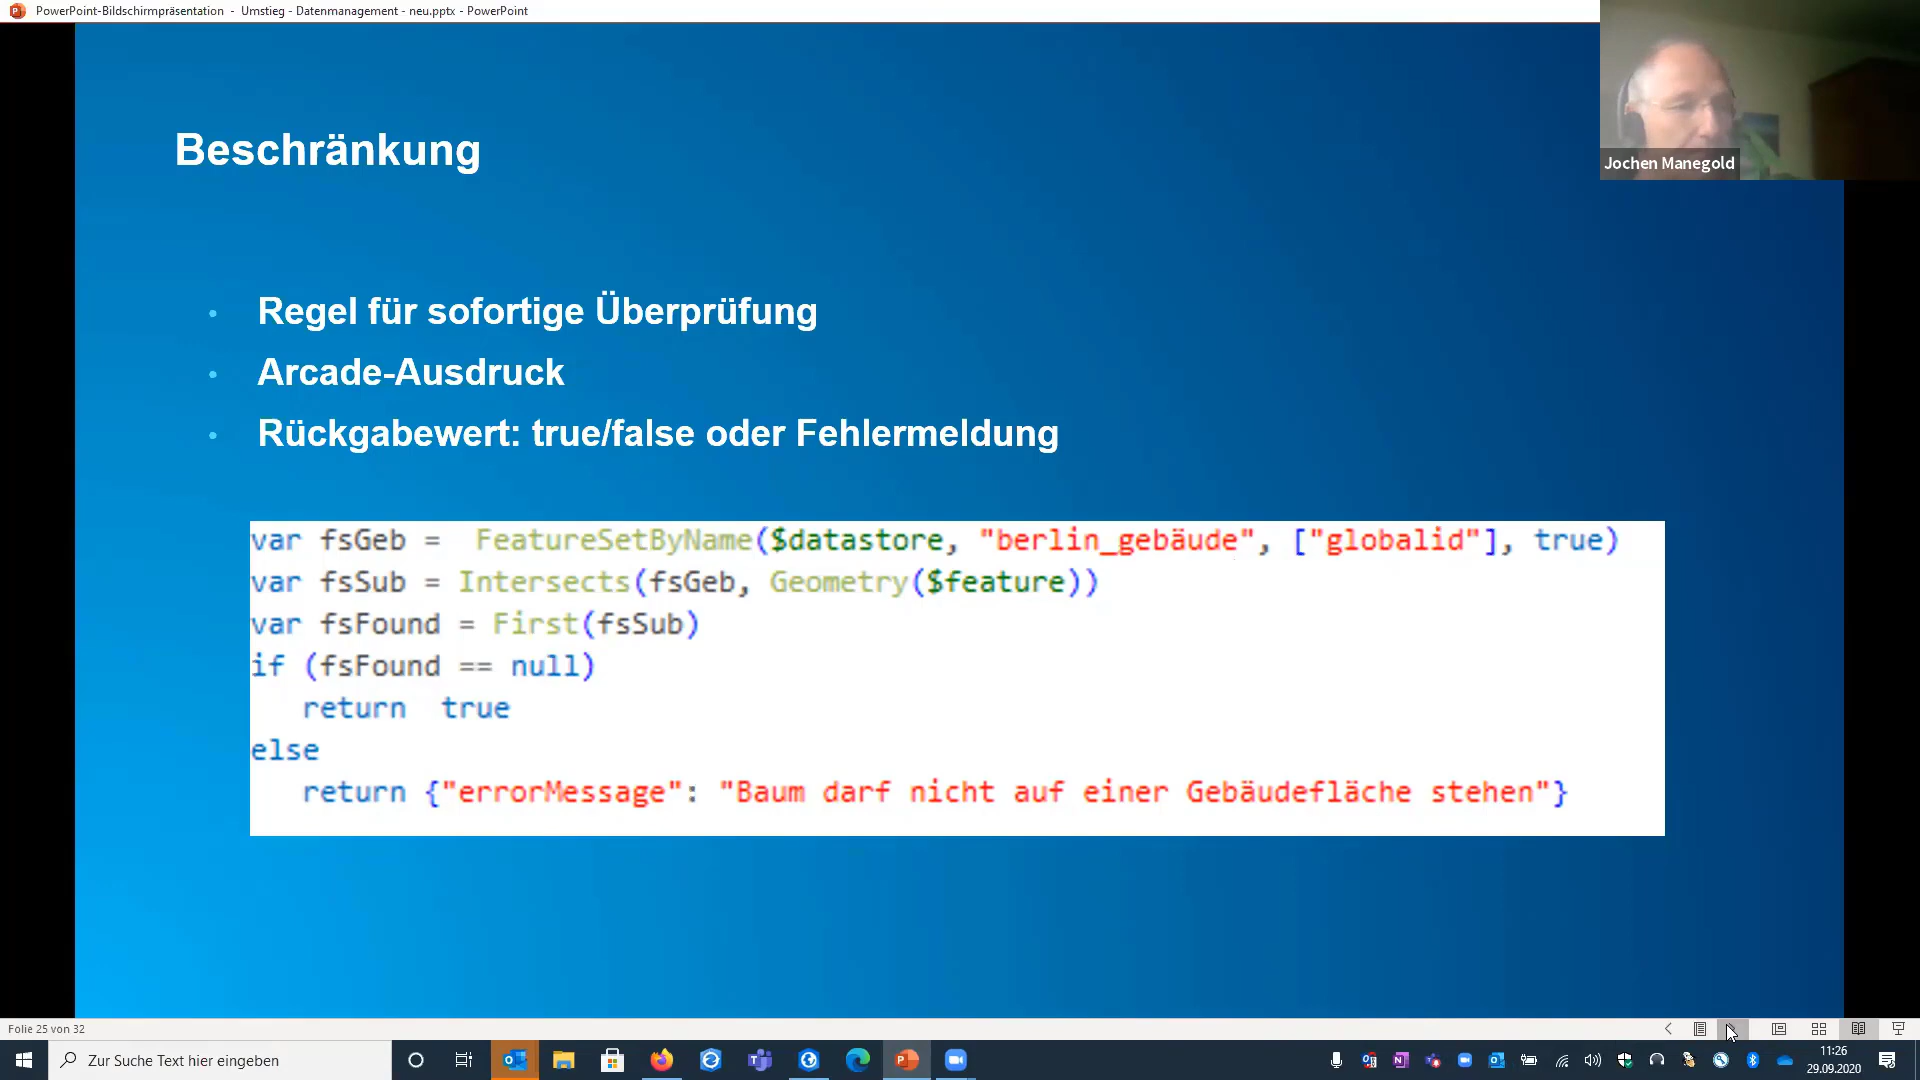 PowerPoint-Bildschirmpräsentation - Umstieg - Datenmanagement - neu.pptx - PowerPoint
Jochen Manegold
Beschränkung
• Regel für sofortige Überprüfung
• Arcade-Ausdruck
• Rückgabewert: true/false oder Fehlermeldung
var fsGeb =  FeatureSetByName($datastore, "berlin_gebäude", ["globalid"], true)
var fsSub = Intersects(fsGeb, Geometry($feature))
var fsFound = First(fsSub)
if (fsFound == null)
   return  true
else
   return {"errorMessage": "Baum darf nicht auf einer Gebäudefläche stehen"}
Folie 25 von 32
Zur Suche Text hier eingeben
11:26
29.09.2020